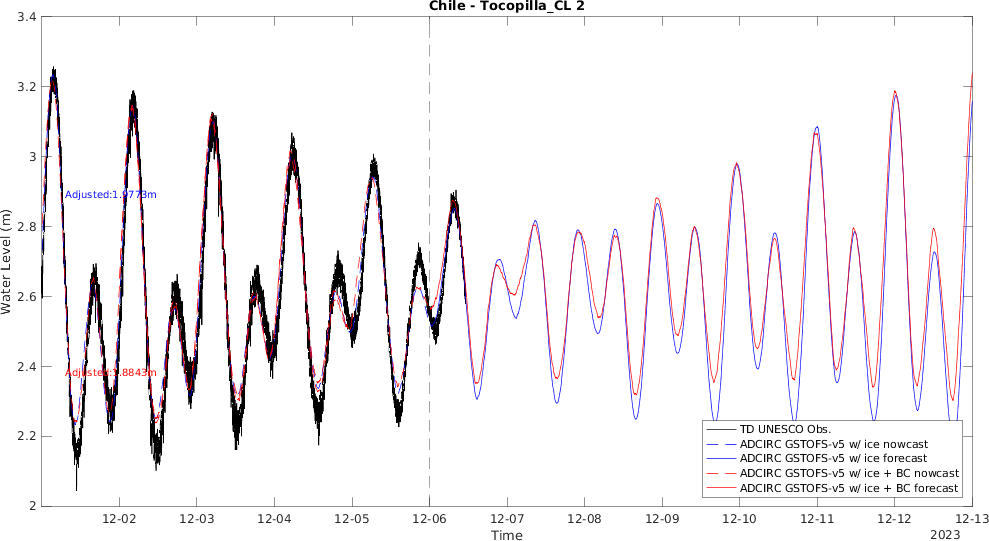 Chile - Tocopilla_CL 2
3.4
3.2
3
2.8
2.6
2.4
2.2
2
Water Level (m)
Adjusted:1.9773m
Adjusted:1.8843m
TD UNESCO Obs.
ADCIRC GSTOFS-v5 w/ ice nowcast
ADCIRC GSTOFS-v5 w/ ice forecast
ADCIRC GSTOFS-v5 w/ ice + BC nowcast
ADCIRC GSTOFS-v5 w/ ice + BC forecast
12-02 12-03 12-04 12-05 12-06 12-07 12-08 12-09 12-10 12-11 12-12 12-13
Time
2023